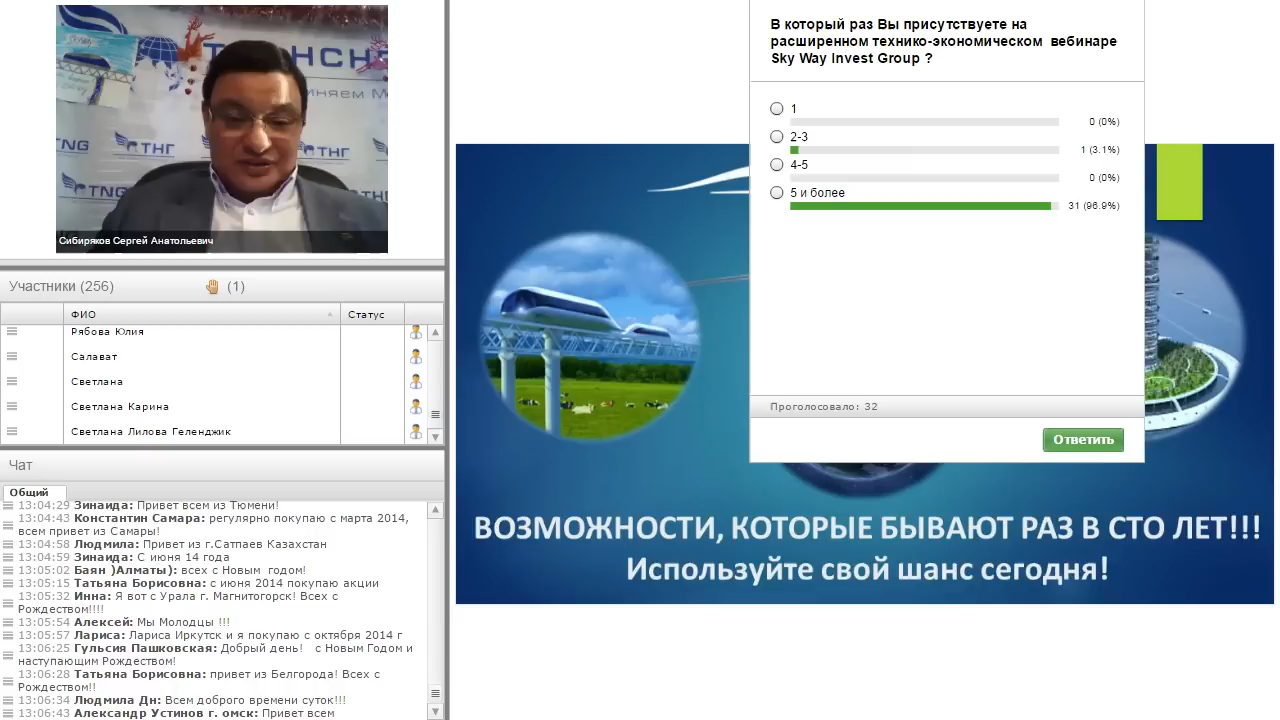 ТНГ
TNG
ТНГ
TNG
ТНГ
Сибиряков Сергей Анатольевич
Участники (256)
(1)
ФИО
Статус
Рябова Юлия
Салават
Светлана
Светлана Карина
Светлана Лилова Геленджик
Чат
Общий
13:04:29 Зинаида: Привет всем из Тюмени!
13:04:43 Константин Самара: регулярно покупаю с марта 2014,
всем привет из Самары!
13:04:58 Людмила: Привет из г.Сатпаев Казахстан
13:04:59 Зинаида: С июня 14 года
13:05:02 Баян )Алматы): всех с Новым годом!
13:05:15 Татьяна Борисовна: с июня 2014 покупаю акции
13:05:32 Инна: Я вот с Урала г. Магнитогорск! Всех с
Рождеством!!!!
13:05:54 Алексей: Мы Молодцы !!!
13:05:57 Лариса: Лариса Иркутск и я покупаю с октября 2014 г
13:06:25 Гульсия Пашковская: Добрый день! с Новым Годом и
наступающим Рождеством!
13:06:28 Татьяна Борисовна: привет из Белгорода! Всех с
Рождеством!!
13:06:34 Людмила Дн: Всем доброго времени суток!!!
13:06:43 Александр Устинов г. омск: Привет всем
В который раз Вы присутствуете на
расширенном технико-экономическом вебинаре
Sky Way Invest Group ?
1
0 (0%)
2-3
1 (3.1%)
4-5
0 (0%)
5 и более
31 (96.9%)
Проголосовало: 32
Ответить
ВОЗМОЖНОСТИ, КОТОРЫЕ БЫВАЮТ РАЗ В СТО ЛЕТ!!!
Используйте свой шанс сегодня!